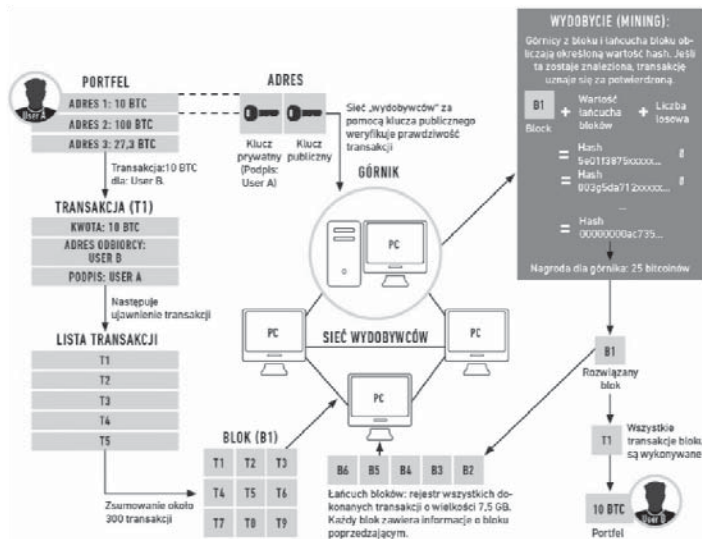 PORTFEL
User A
ADRES 1: 10 BTC
ADRES 2: 100 BTC
ADRES 3: 27,3 BTC
Transakcja:10 BTC
dla: User B.
TRANSAKCJA (T1)
KWOTA: 10 BTC
ADRES ODBIORCY:
USER B
PODPIS: USER A
Następuje
ujawnienie transakcji
LISTA TRANSAKCJI
T1
T2
T3
T4
T5
Zsumowanie około
300 transakcji
BLOK (B1)
T1 T2 T3
T4 T5 T6
T7 T8 T9
ADRES
Klucz
prywatny
(Podpis:
User A)
Klucz
publiczny
Sieć „wydobywców" za
pomocą klucza publicznego
weryfikuje prawdziwość
transakcji
GÓRNIK
PC
PC
SIEĆ WYDOBYWCÓW
PC
PC
B6 B5 B4 B3 B2
Łańcuch bloków: rejestr wszystkich do-
konanych transakcji o wielkości 7,5 GB.
Każdy blok zawiera informacje o bloku
poprzedzającym.
WYDOBYCIE (MINING):
Górnicy z bloku i łańcucha bloku ob-
liczają określoną wartość hash. Jeśli
ta zostaje znaleziona, transakcję
uznaje się za potwierdzoną.
B1
Block
+ Wartość
łańcucha
bloków
+ Liczba
losowa
= Hash
5e01f3875xxxxx...
= Hash
003g5da712xxxxx...
...
= Hash
00000000ac735...
Nagroda dla górnika: 25 bitcoinów
B1
Rozwiązany
blok
T1
Wszystkie
transakcje bloku
są wykonywane
10 BTC
Portfel